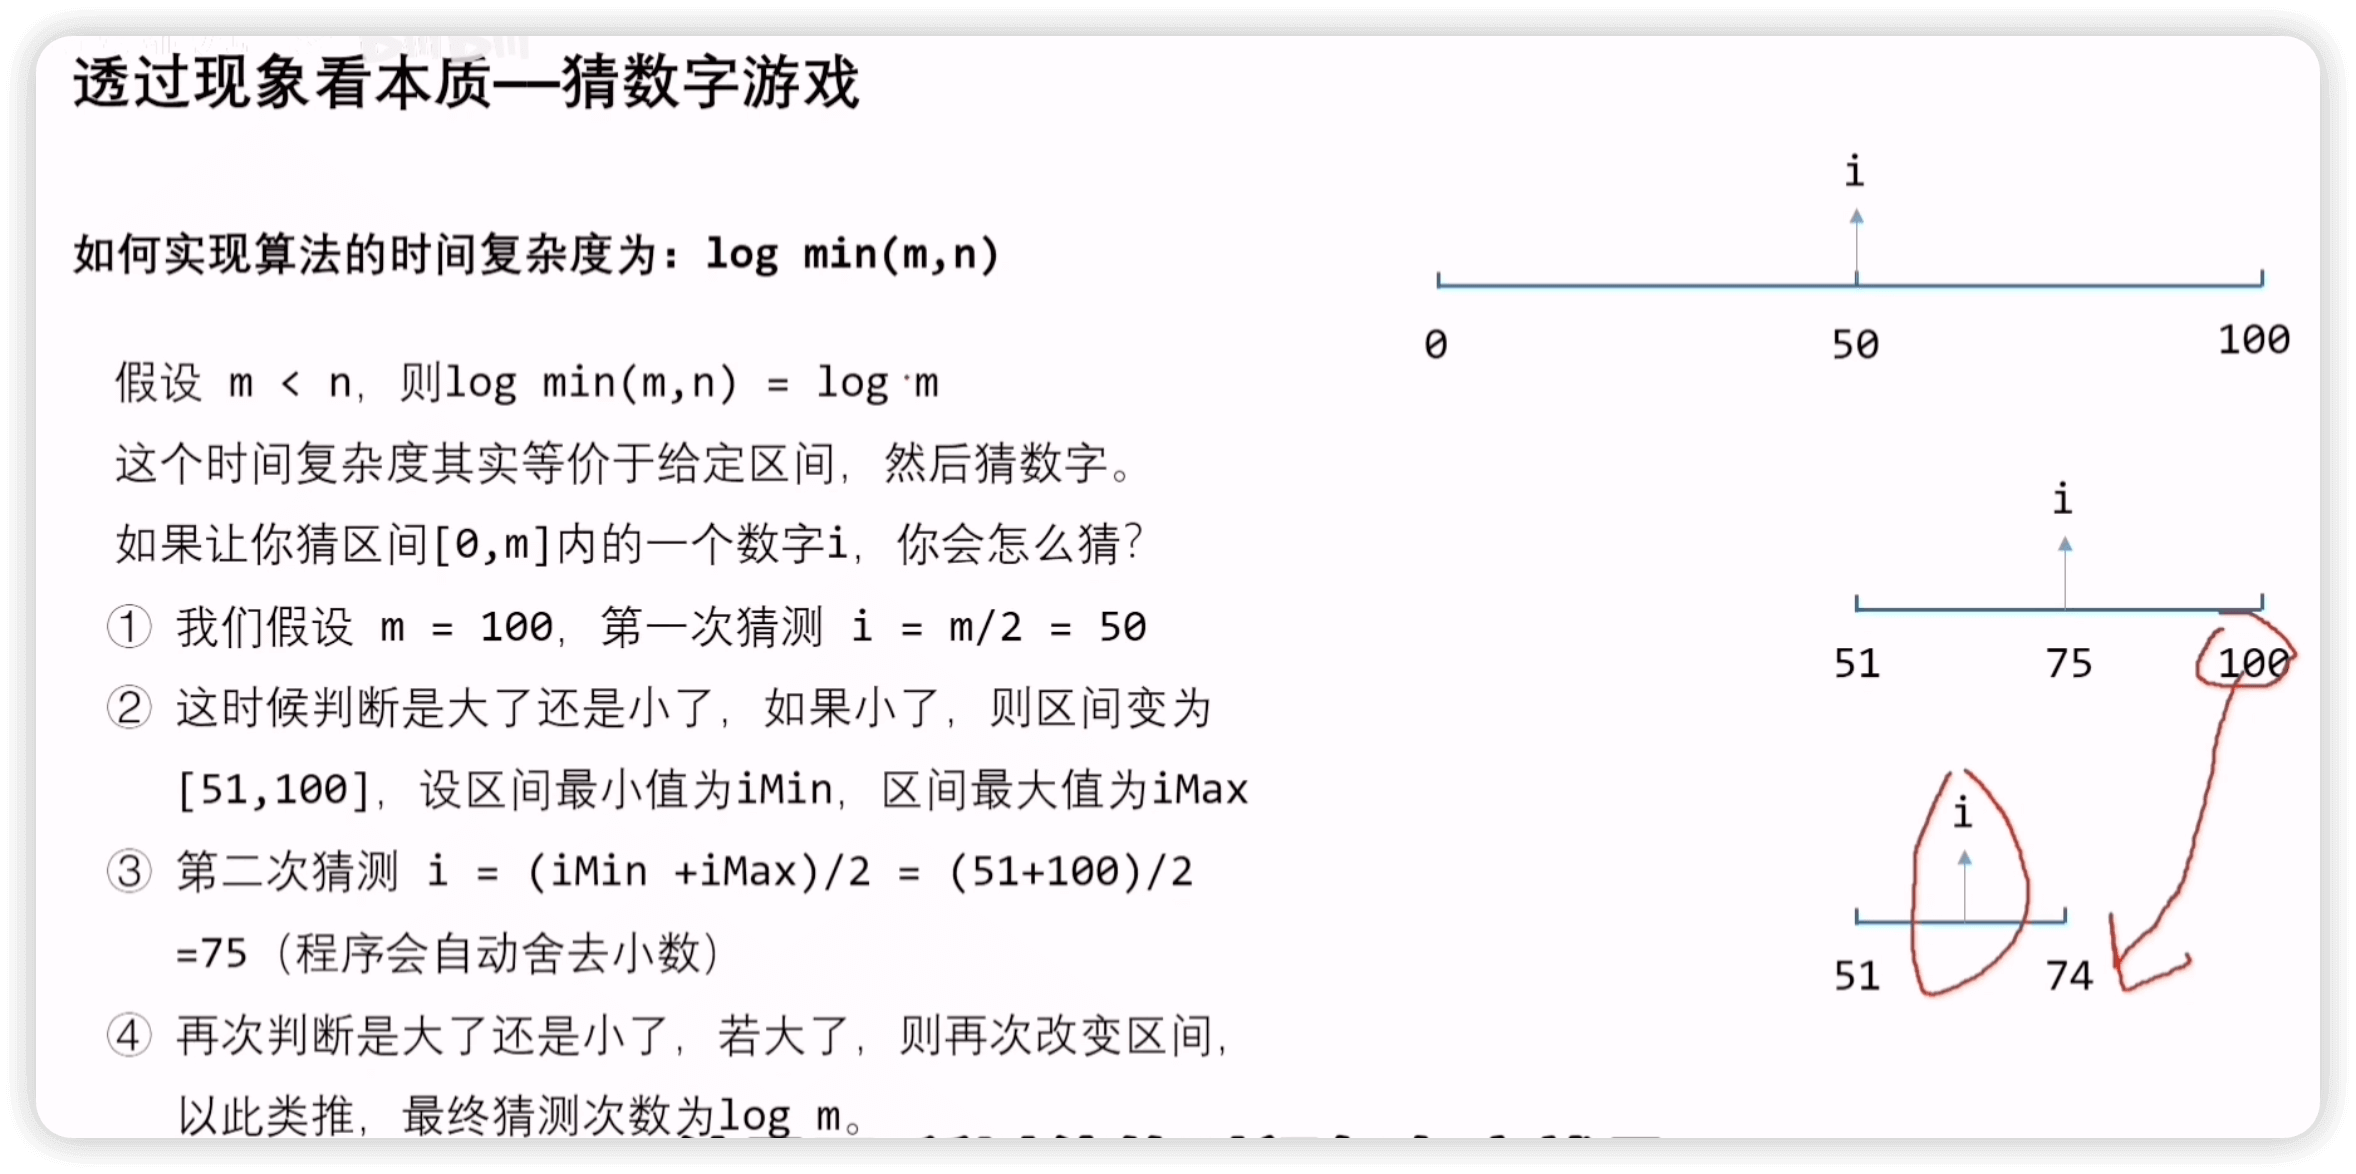 透过现象看本质——猜数字游戏
如何实现算法的时间复杂度为：log min(m,n)
假设 m < n，则log min(m,n) = log m
这个时间复杂度其实等价于给定区间，然后猜数字。
如果让你猜区间[0,m]内的一个数字i，你会怎么猜？
① 我们假设 m = 100，第一次猜测 i = m/2 = 50
② 这时候判断是大了还是小了，如果小了，则区间变为
[51,100]，设区间最小值为iMin，区间最大值为iMax
③ 第二次猜测 i = (iMin +iMax)/2 = (51+100)/2
=75（程序会自动舍去小数）
④ 再次判断是大了还是小了，若大了，则再次改变区间，
以此类推，最终猜测次数为log m。
i
0 50 100
i
51 75 100
i
51 74